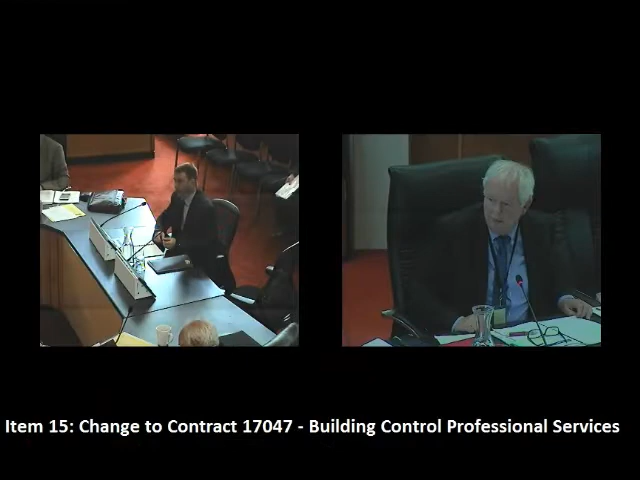 Item 15: Change to Contract 17047 - Building Control Professional Services